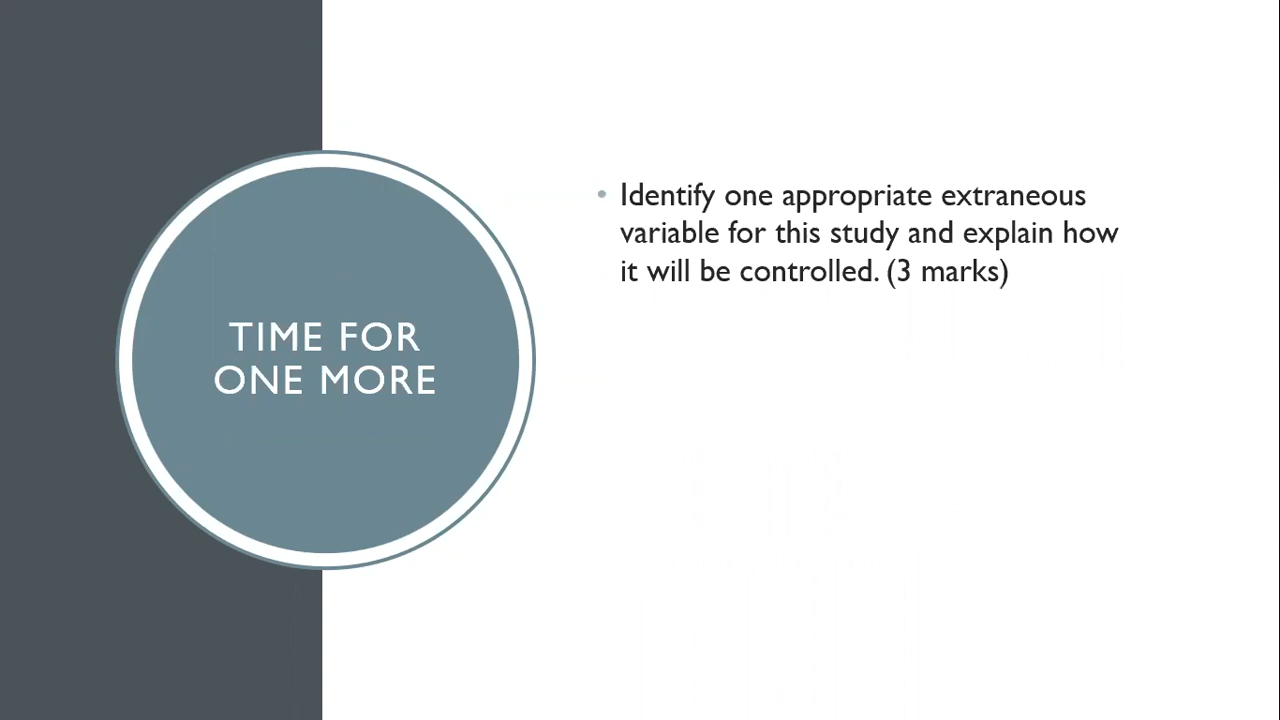 TIME FOR
ONE MORE
• Identify one appropriate extraneous
variable for this study and explain how
it will be controlled. (3 marks)